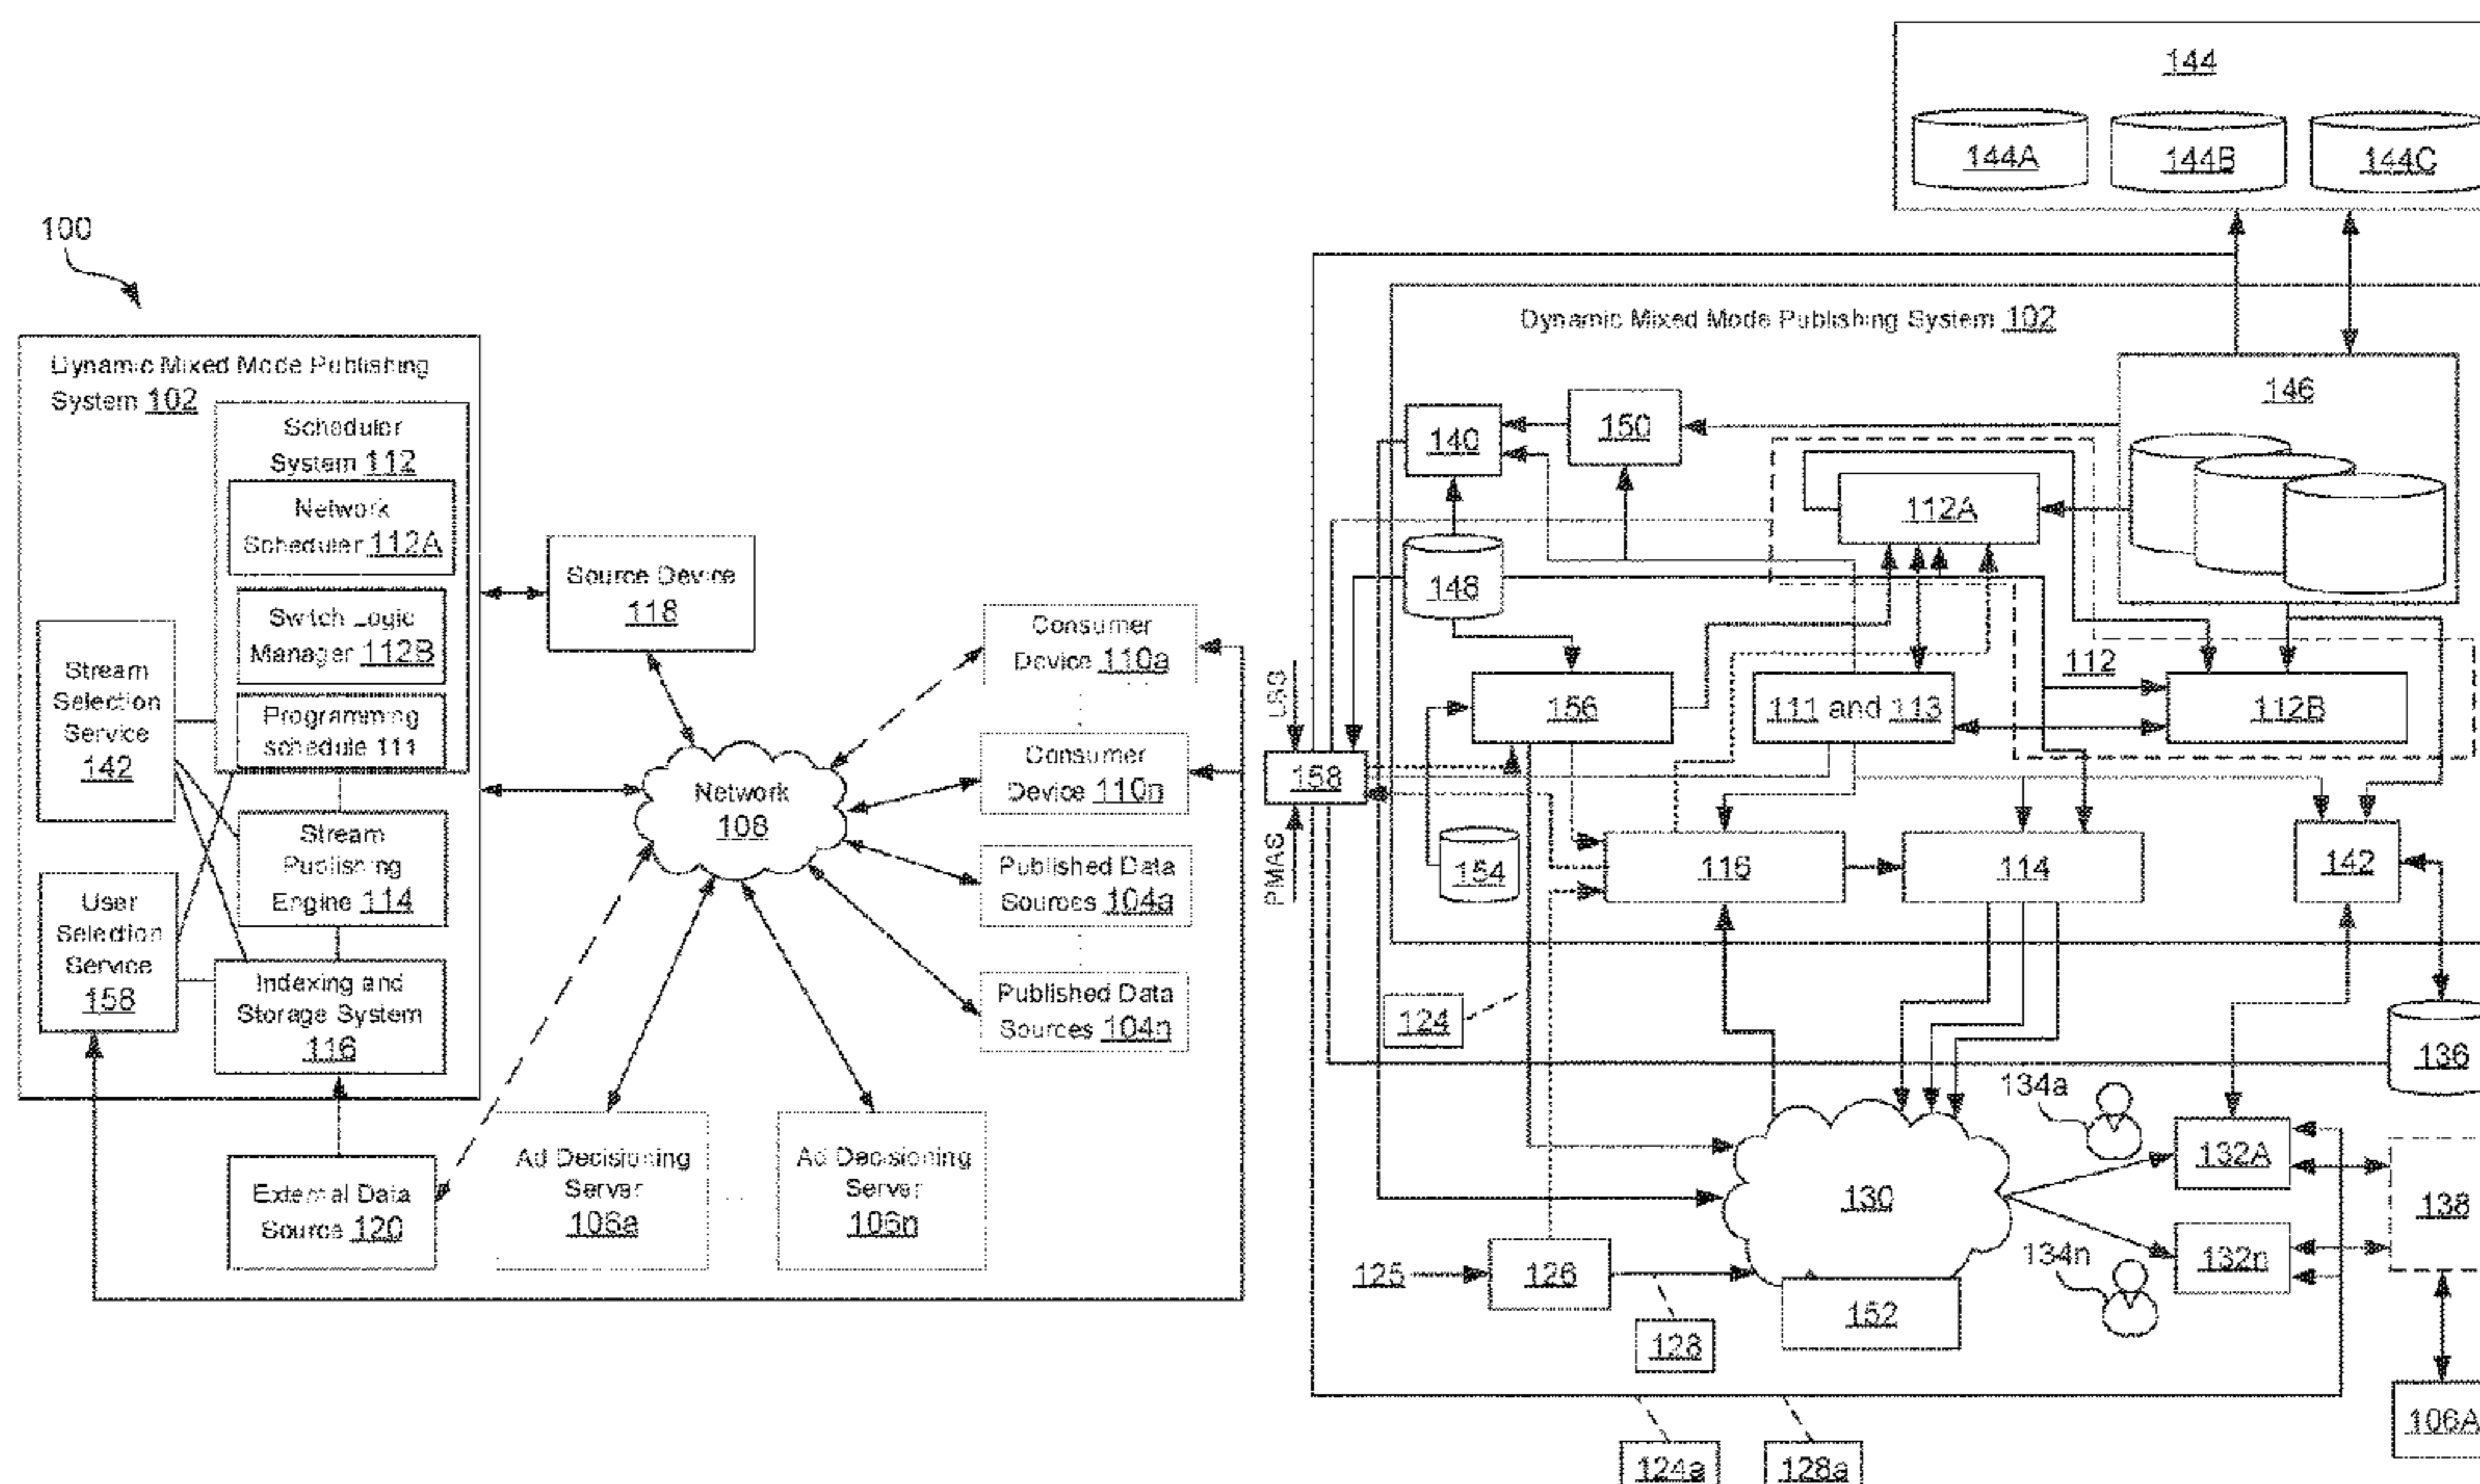 100
Dynamic Mixed Mode Publishing
System 102
Scheduler
System 112
Network
Scheduler 112A
Switch Logic
Manager 112B
Programming
schedule 111
Stream
Selection
Service
142
Stream
Publishing
Engine 114
User
Selection
Service
158
Indexing and
Storage System
116
External Data
Source 120
Source Device
118
Network
108
Consumer
Device 110a
Consumer
Device 110n
Published Data
Sources 104a
Published Data
Sources 104n
Ad Decisioning
Server
106a
Ad Decisioning
Server
106n
144
144A
144B
144C
Dynamic Mixed Mode Publishing System 102
146
140
150
112A
148
112
156
111 and 113
112B
USS
158
PMAS
154
116
114
142
124
136
134a
132A
130
138
134n
132n
125
126
152
128
106A
124a
128a